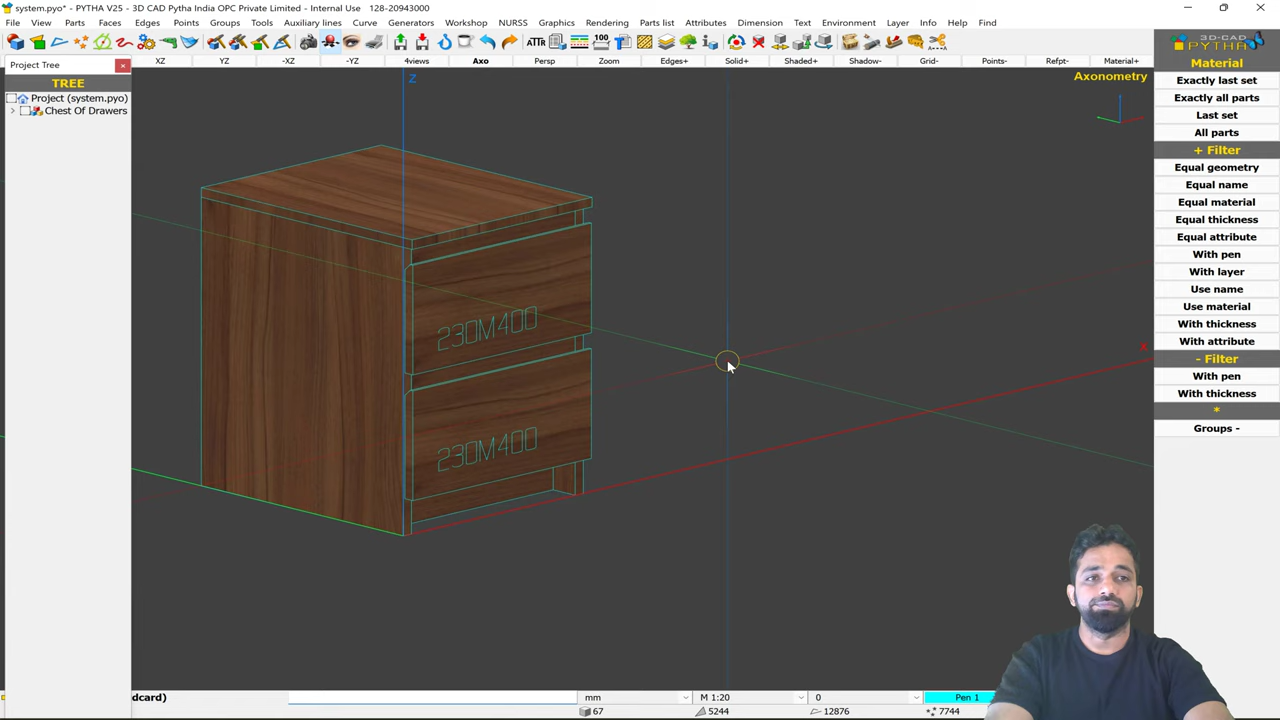 system.pyo* - PYTHA V25 - 3D CAD Pytha India OPC Private Limited - Internal Use 128-20943000
File View Parts Faces Edges Points Groups Tools Auxiliary lines Curve Generators Workshop NURSS Graphics Rendering Parts list Attributes Dimension Text Environment Layer Info Help Find
ATTR 100 3D-CAD PYTHA
Project Tree
XZ YZ -XZ -YZ 4views Axo Persp Zoom Edges+ Solid+ Shaded+ Shadow- Grid- Points- Refpt- Material+
TREE
Project (system.pyo)
Chest Of Drawers
Z
Axonometry
X
230M400
230M400
Material
Exactly last set
Exactly all parts
Last set
All parts
+ Filter
Equal geometry
Equal name
Equal material
Equal thickness
Equal attribute
With pen
With layer
Use name
Use material
With thickness
With attribute
- Filter
With pen
With thickness
*
Groups -
dcard) mm M 1:20 0 Pen 1
67 5244 12876 7744